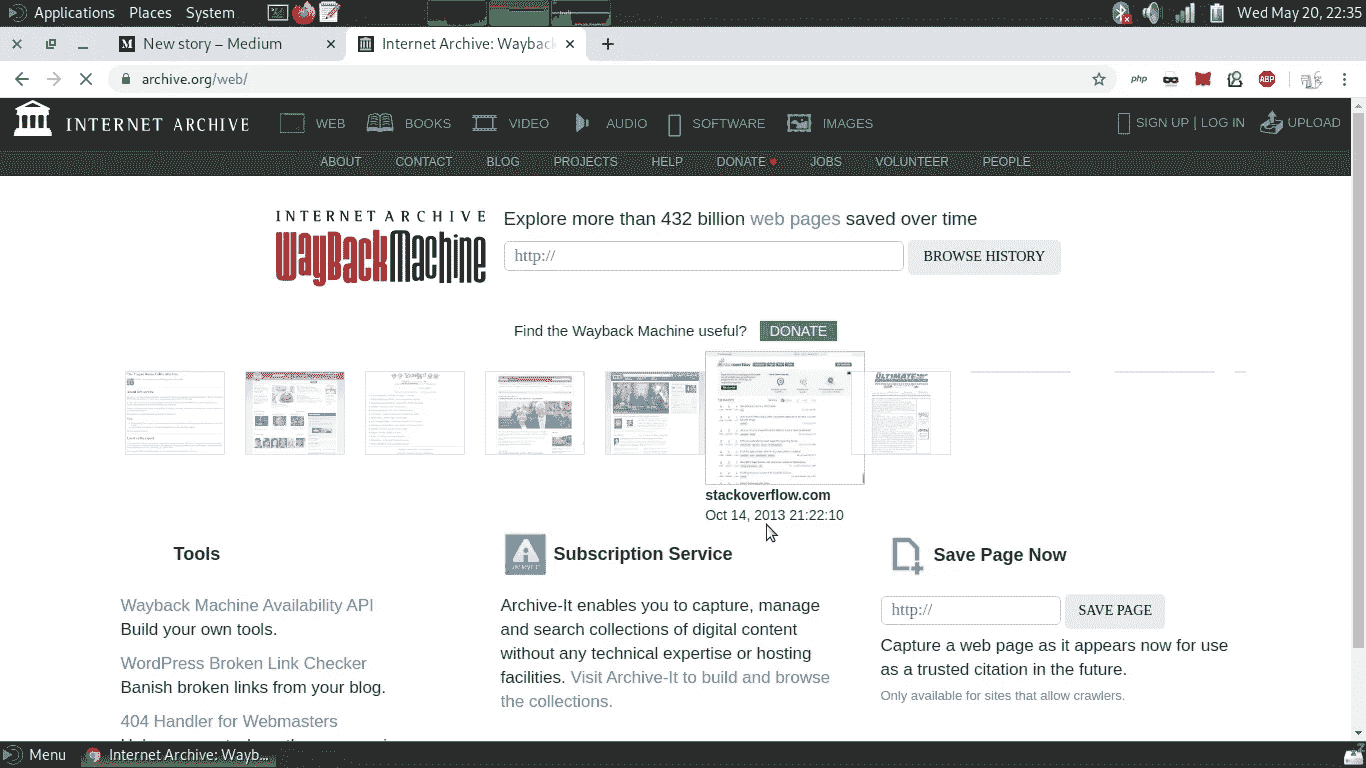 Applications Places System
Wed May 20, 22:35
New story – Medium
Internet Archive: Wayback
archive.org/web/
php
ABP
INTERNET ARCHIVE
WEB BOOKS VIDEO AUDIO SOFTWARE IMAGES
SIGN UP | LOG IN UPLOAD
ABOUT CONTACT BLOG PROJECTS HELP DONATE JOBS VOLUNTEER PEOPLE
INTERNET ARCHIVE
WayBackMachine
Explore more than 432 billion web pages saved over time
http://
BROWSE HISTORY
Find the Wayback Machine useful? DONATE
stackoverflow.com
Oct 14, 2013 21:22:10
Tools
Wayback Machine Availability API
Build your own tools.
WordPress Broken Link Checker
Banish broken links from your blog.
404 Handler for Webmasters
Subscription Service
Archive-It enables you to capture, manage
and search collections of digital content
without any technical expertise or hosting
facilities. Visit Archive-It to build and browse
the collections.
Save Page Now
http://
SAVE PAGE
Capture a web page as it appears now for use
as a trusted citation in the future.
Only available for sites that allow crawlers.
Menu
Internet Archive: Wayb...